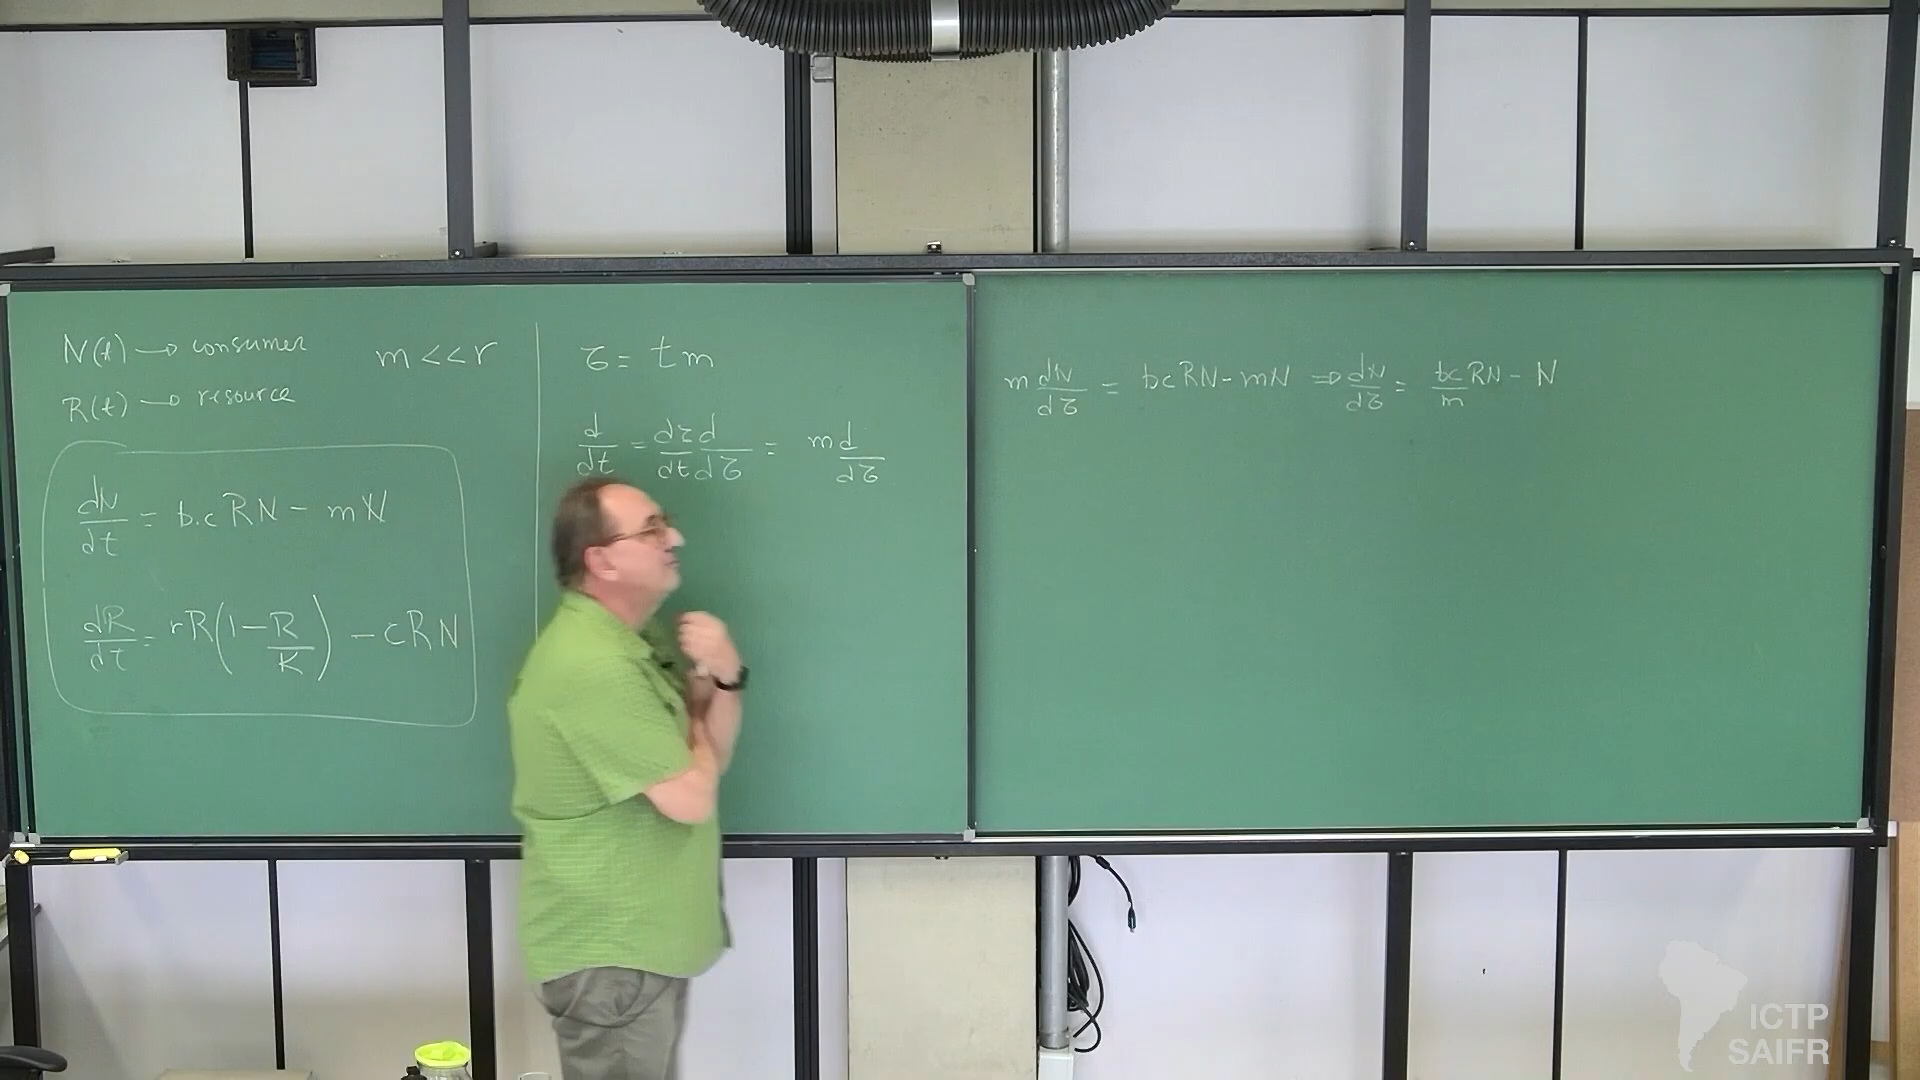 N(t) → consumer
m << r
R(t) → resource
dN/dt = b.cRN - mN
dR/dt = rR(1 - R/K) - cRN
τ = tm
d/dt = dτ/dt d/dτ = m d/dτ
m dN/dτ = bcRN - mN ⇒ dN/dτ = bc/m RN - N
ICTP
SAIFR